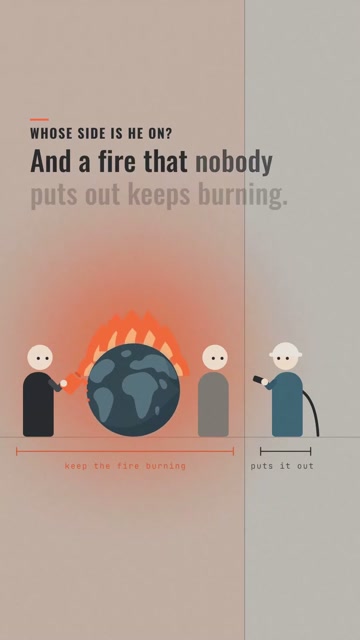 WHOSE SIDE IS HE ON?
And a fire that nobody
puts out keeps burning.
keep the fire burning
puts it out